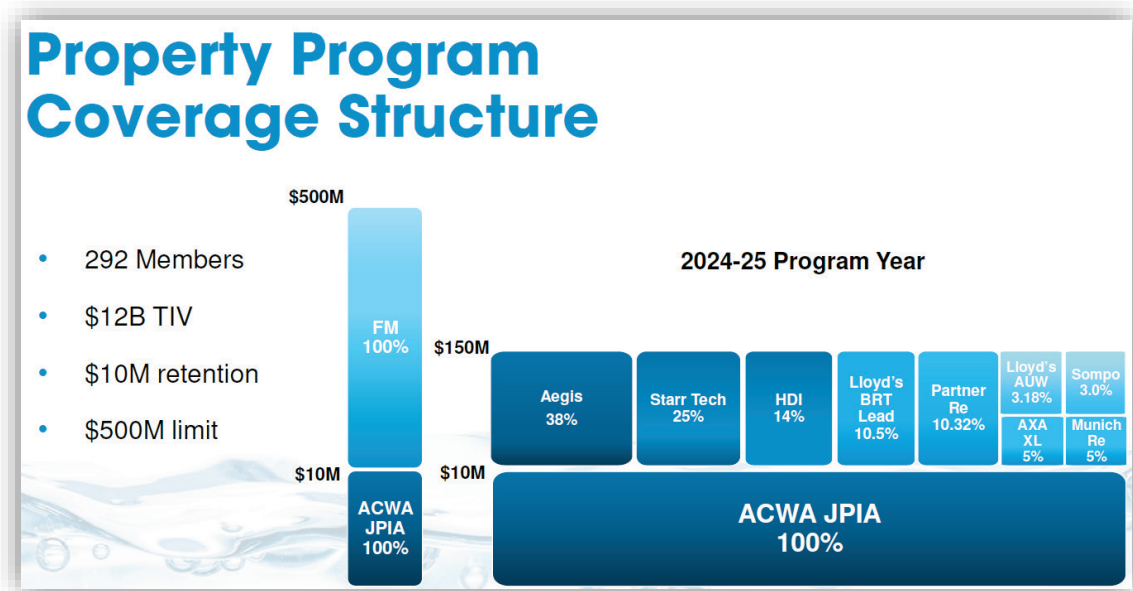 Property Program
Coverage Structure
• 292 Members
• $12B TIV
• $10M retention
• $500M limit
$500M
FM
100%
$10M
ACWA
JPIA
100%
2024-25 Program Year
$150M
Aegis
38%
Starr Tech
25%
HDI
14%
Lloyd's
BRT
Lead
10.5%
Partner
Re
10.32%
Lloyd's
AUW
3.18%
Sompo
3.0%
AXA
XL
5%
Munich
Re
5%
$10M
ACWA JPIA
100%